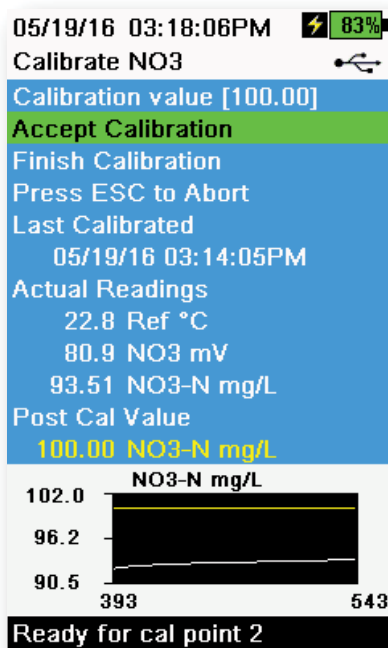 05/19/16 03:18:06PM 83%
Calibrate NO3
Calibration value [100.00]
Accept Calibration
Finish Calibration
Press ESC to Abort
Last Calibrated
05/19/16 03:14:05PM
Actual Readings
22.8 Ref °C
80.9 NO3 mV
93.51 NO3-N mg/L
Post Cal Value
100.00 NO3-N mg/L
NO3-N mg/L
102.0
96.2
90.5
393 543
Ready for cal point 2